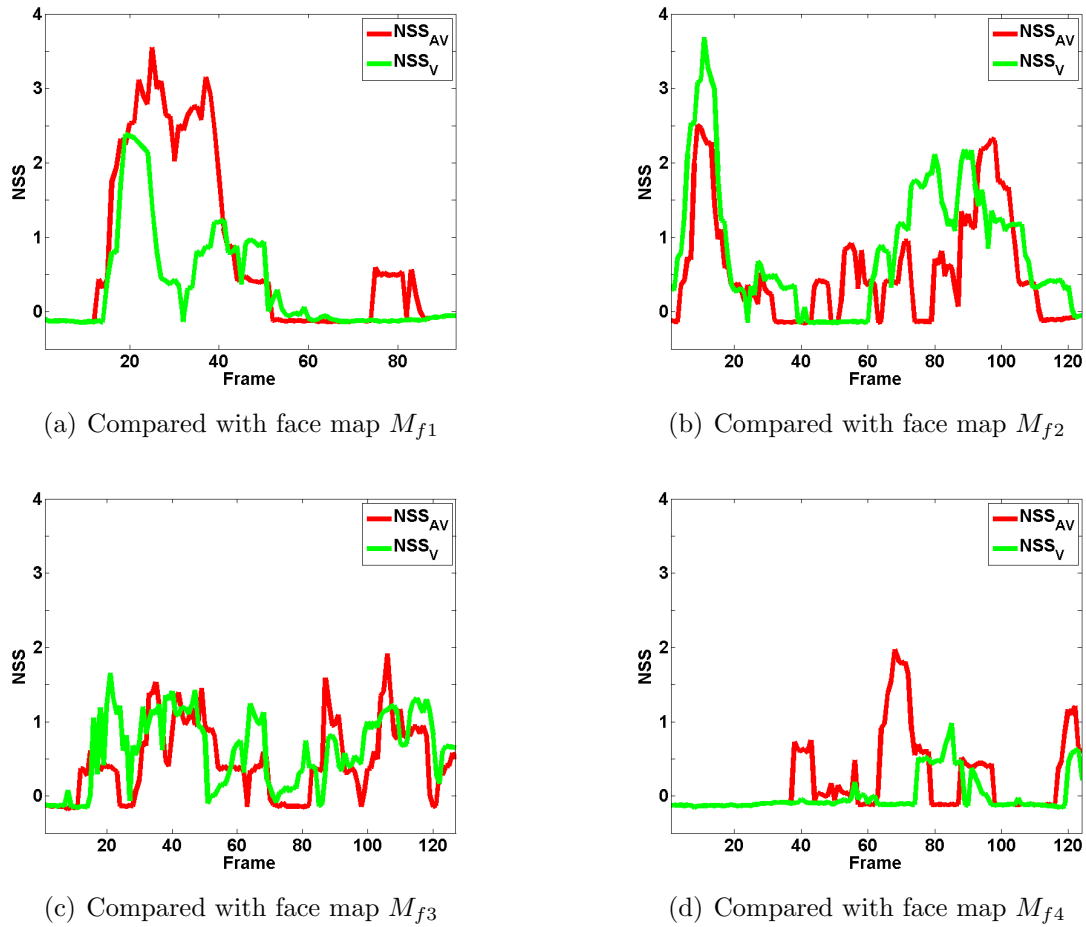 4
3
2
1
0
NSS
NSS_AV
NSS_V
20 40 60 80
Frame
(a) Compared with face map M_f1
4
3
2
1
0
NSS
NSS_AV
NSS_V
20 40 60 80 100 120
Frame
(b) Compared with face map M_f2
4
3
2
1
0
NSS
NSS_AV
NSS_V
20 40 60 80 100 120
Frame
(c) Compared with face map M_f3
4
3
2
1
0
NSS
NSS_AV
NSS_V
20 40 60 80 100 120
Frame
(d) Compared with face map M_f4